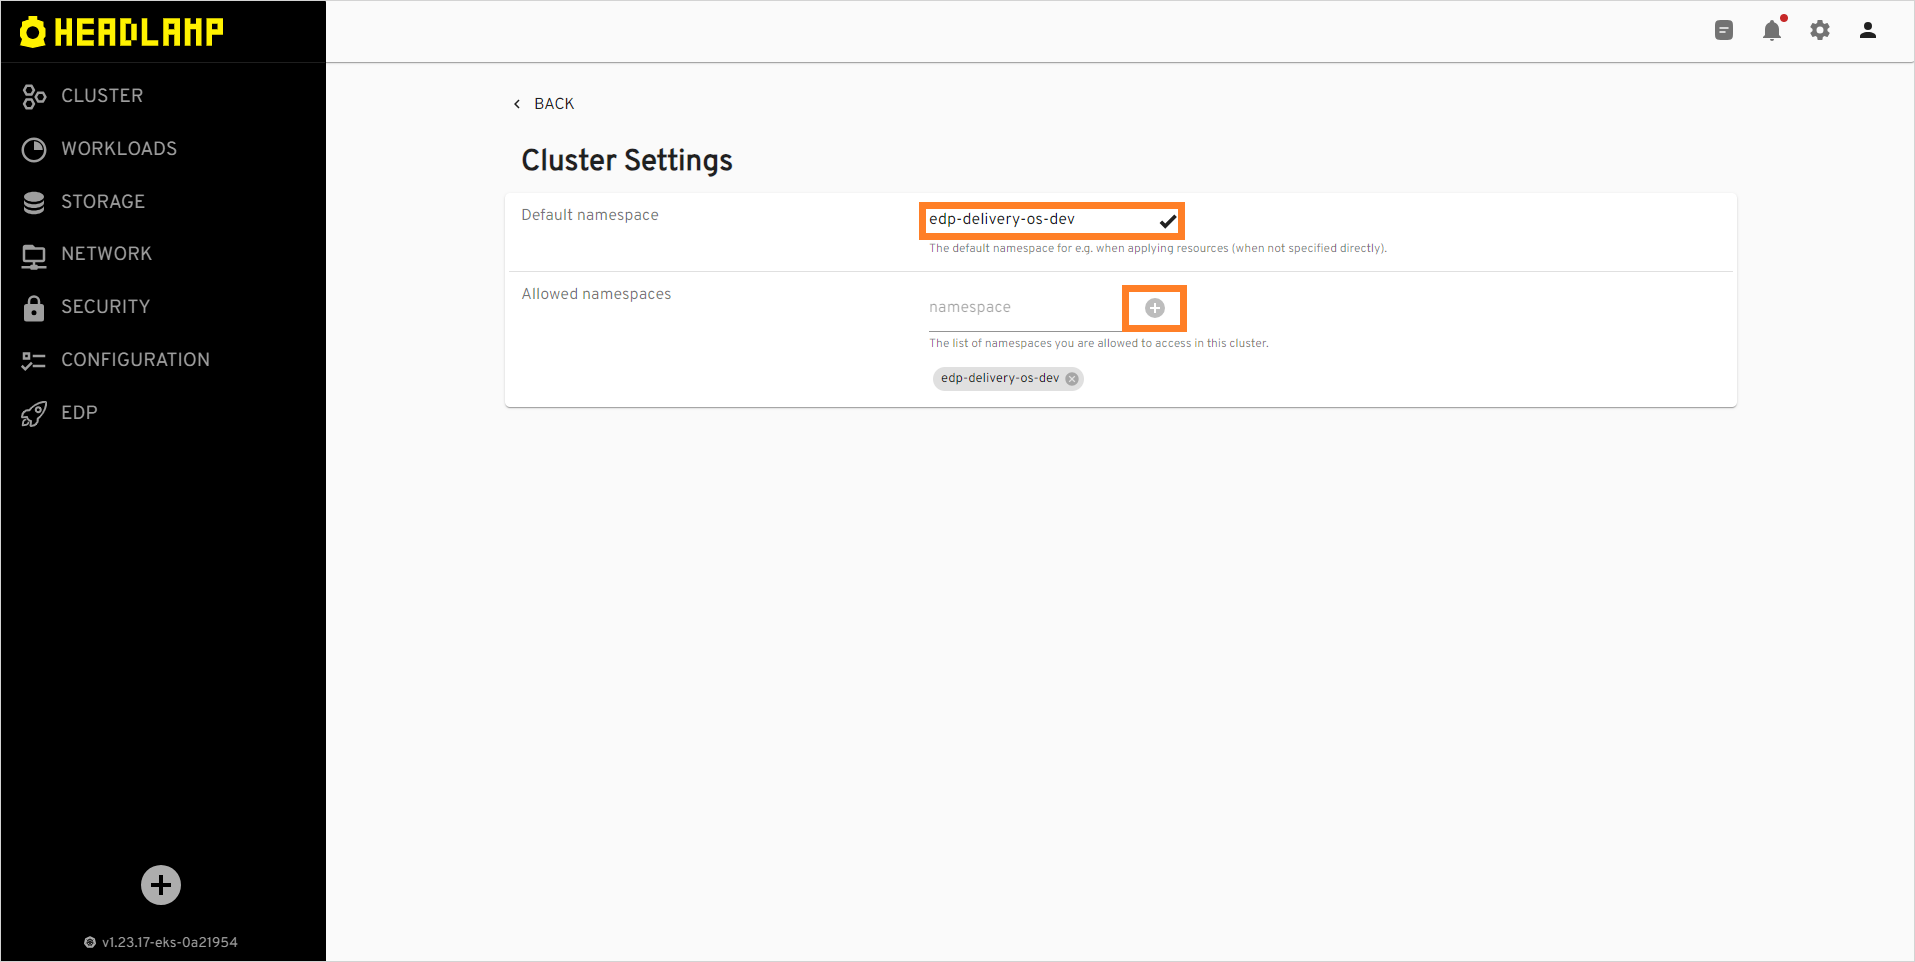 HEADLAMP
CLUSTER
WORKLOADS
STORAGE
NETWORK
SECURITY
CONFIGURATION
EDP
v1.23.17-eks-0a21954
BACK
Cluster Settings
Default namespace
edp-delivery-os-dev
The default namespace for e.g. when applying resources (when not specified directly).
Allowed namespaces
namespace
The list of namespaces you are allowed to access in this cluster.
edp-delivery-os-dev